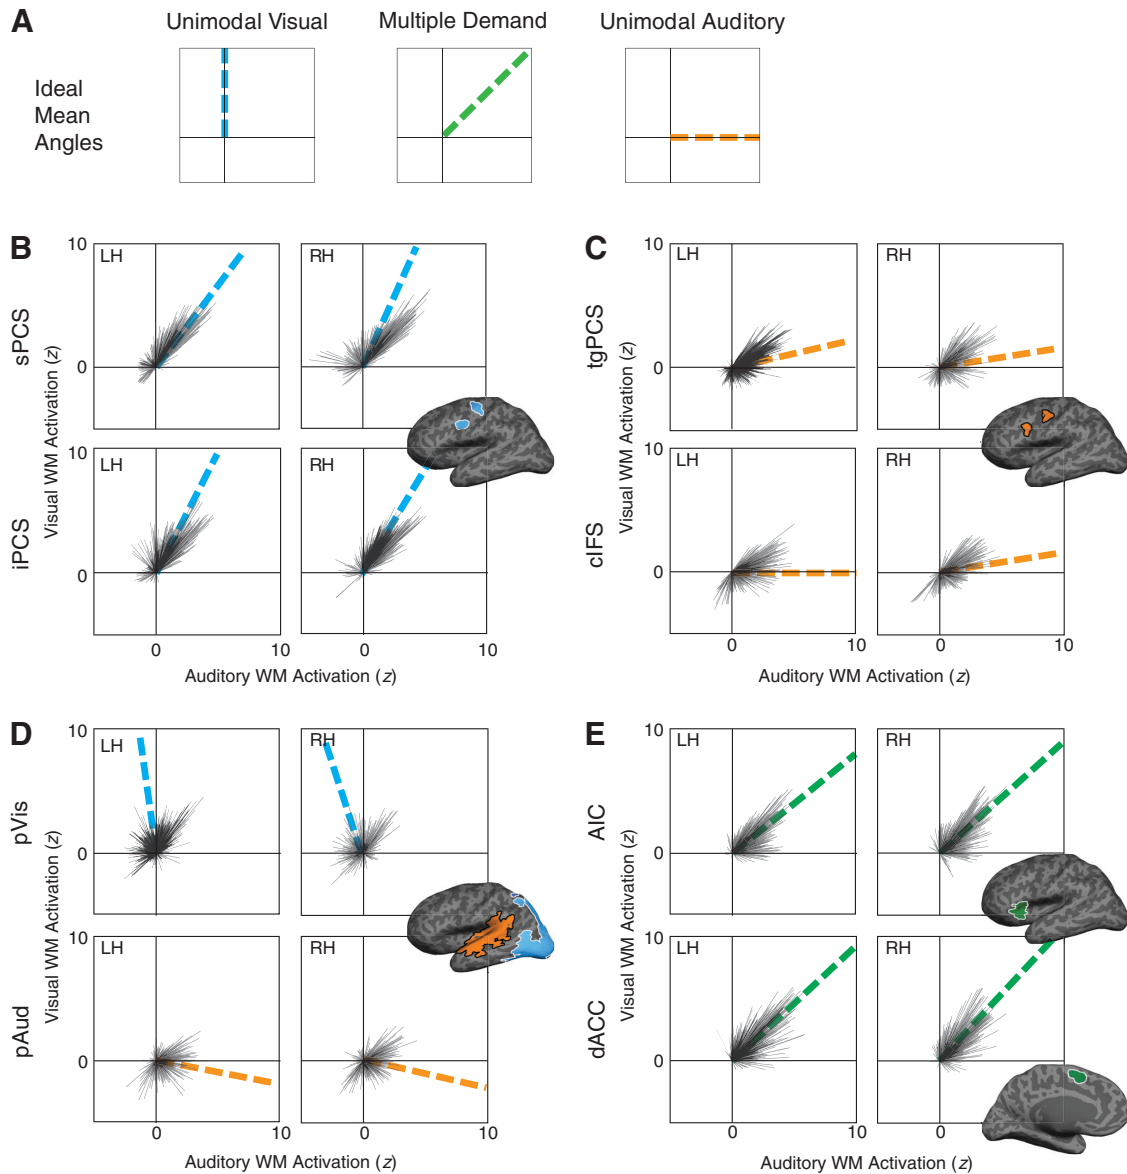 A
Unimodal Visual
Multiple Demand
Unimodal Auditory
Ideal
Mean
Angles
B
sPCS
iPCS
Visual WM Activation (z)
10
LH
RH
0
10
LH
RH
0
0
10
0
10
Auditory WM Activation (z)
C
tgPCS
cIFS
Visual WM Activation (z)
10
LH
RH
0
10
LH
RH
0
0
10
0
10
Auditory WM Activation (z)
D
pVis
pAud
Visual WM Activation (z)
10
LH
RH
0
10
LH
RH
0
0
10
0
10
Auditory WM Activation (z)
E
AIC
dACC
Visual WM Activation (z)
10
LH
RH
0
10
LH
RH
0
0
10
0
10
Auditory WM Activation (z)